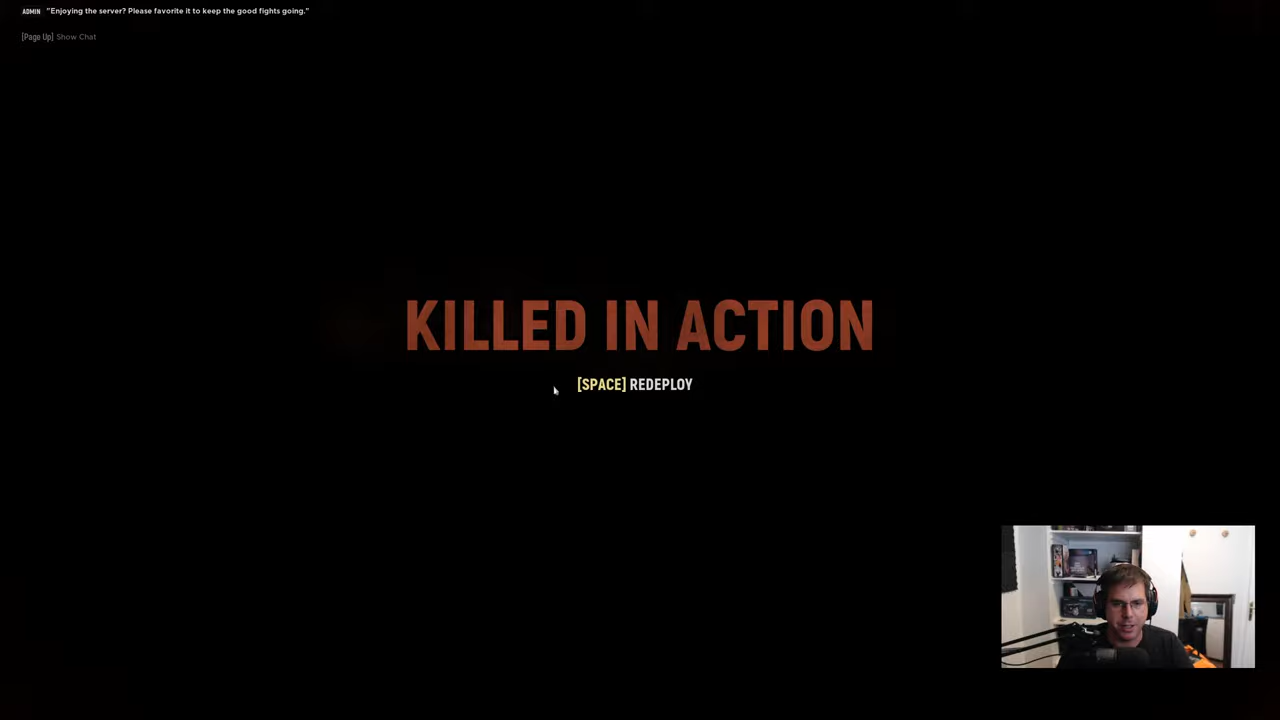 ADMIN "Enjoying the server? Please favorite it to keep the good fights going."
[Page Up] Show Chat
KILLED IN ACTION
[SPACE] REDEPLOY